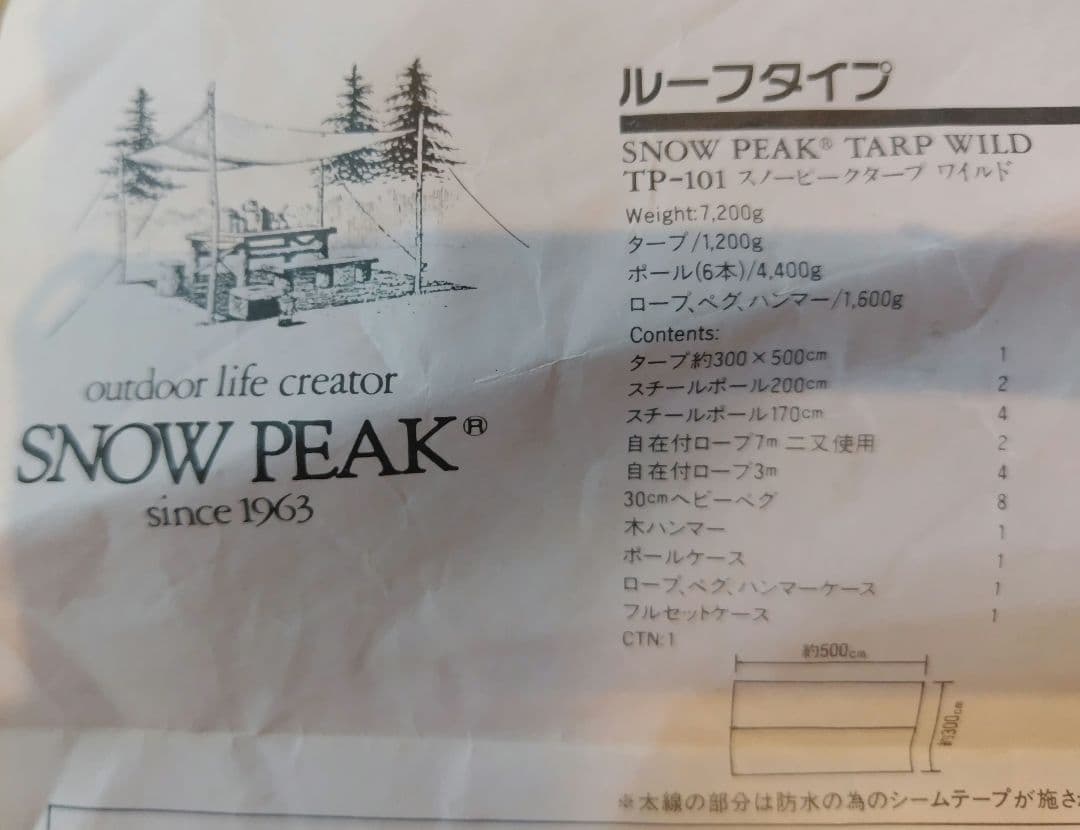 outdoor life creator
SNOW PEAK®
since 1963
ルーフタイプ
SNOW PEAK® TARP WILD
TP-101 スノーピークタープ ワイルド
Weight:7,200g
タープ/1,200g
ポール(6本)/4,400g
ロープ、ペグ、ハンマー/1,600g
Contents:
タープ約300×500cm 1
スチールポール200cm 2
スチールポール170cm 4
自在付ロープ7m 二又使用 2
自在付ロープ3m 4
30cmヘビーペグ 8
木ハンマー 1
ポールケース 1
ロープ、ペグ、ハンマーケース 1
フルセットケース 1
CTN:1
約500cm
約300cm
※太線の部分は防水の為のシームテープが施さ